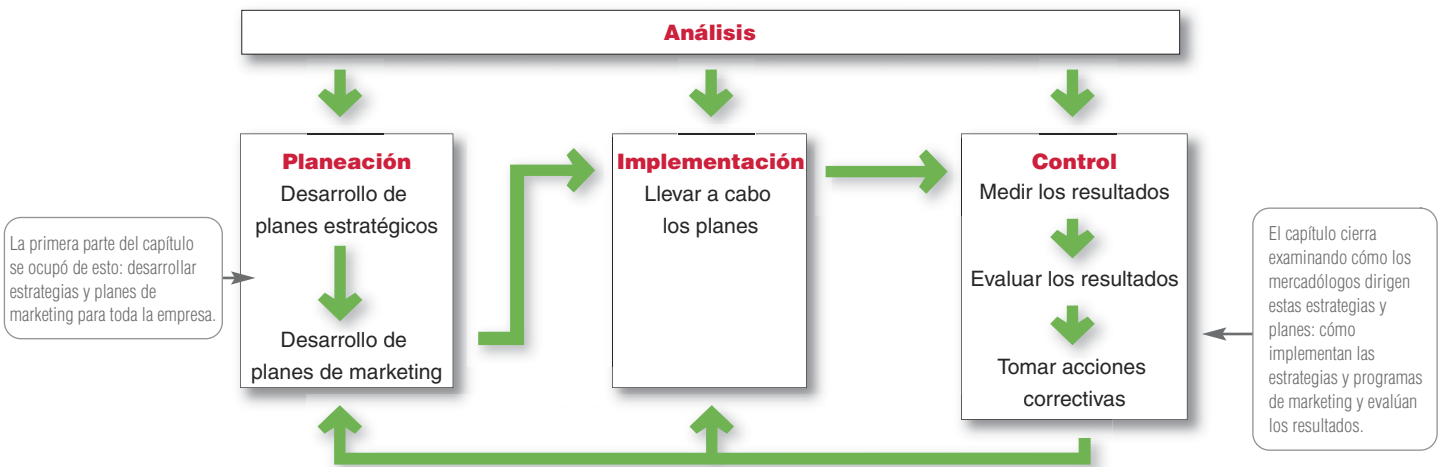 Análisis
Planeación
Desarrollo de
planes estratégicos
Desarrollo de
planes de marketing
Implementación
Llevar a cabo
los planes
Control
Medir los resultados
Evaluar los resultados
Tomar acciones
correctivas
La primera parte del capítulo
se ocupó de esto: desarrollar
estrategias y planes de
marketing para toda la empresa.
El capítulo cierra
examinando cómo los
mercadólogos dirigen
estas estrategias y
planes: cómo
implementan las
estrategias y programas
de marketing y evalúan
los resultados.